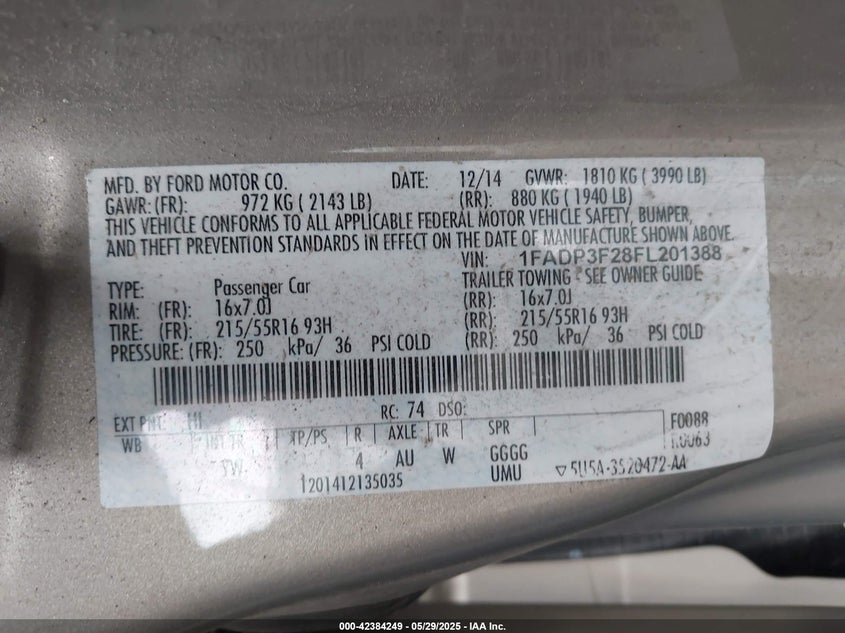 MFD. BY FORD MOTOR CO. DATE: 12/14 GVWR: 1810 KG ( 3990 LB)
GAWR: (FR): 972 KG ( 2143 LB) (RR): 880 KG ( 1940 LB)
THIS VEHICLE CONFORMS TO ALL APPLICABLE FEDERAL MOTOR VEHICLE SAFETY, BUMPER,
AND THEFT PREVENTION STANDARDS IN EFFECT ON THE DATE OF MANUFACTURE SHOWN ABOVE.
VIN: 1FADP3F28FL201388
TRAILER TOWING - SEE OWNER GUIDE
TYPE: Passenger Car
RIM: (FR): 16x7.0J (RR): 16x7.0J
TIRE: (FR): 215/55R16 93H (RR): 215/55R16 93H
PRESSURE: (FR): 250 kPa/ 36 PSI COLD (RR): 250 kPa/ 36 PSI COLD
RC: 74 DSO:
EXT PNT: F0088
WB INT TR TP/PS R AXLE TR SPR R0063
TW 4 AU W GGGG
1201412135035 UMU ▽ 5U5A-3520472-AA
000-42384249 - 05/29/2025 - IAA Inc.